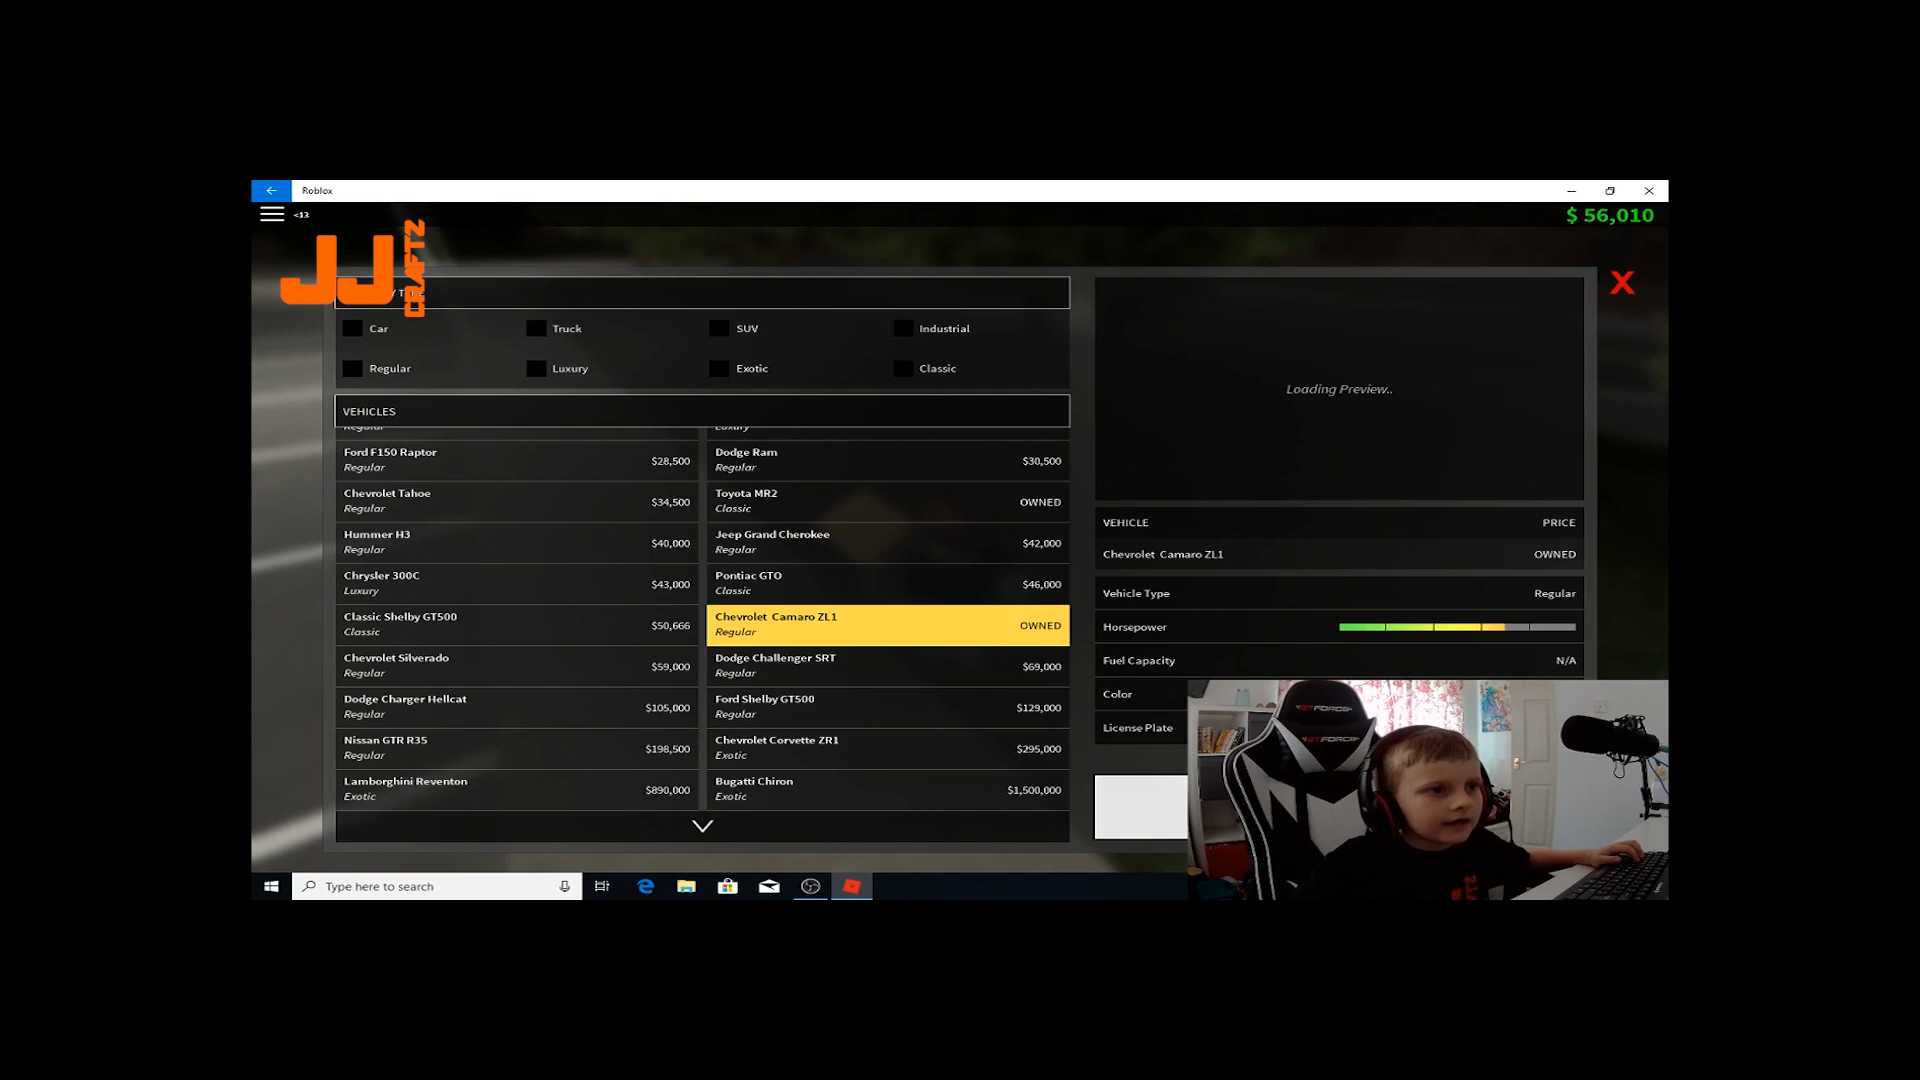 Roblox
<13
$ 56,010
JJ
CRAFTZ
X
Car
Truck
SUV
Industrial
Regular
Luxury
Exotic
Classic
VEHICLES
Regular
Luxury
Ford F150 Raptor
Regular
$28,500
Dodge Ram
Regular
$30,500
Chevrolet Tahoe
Regular
$34,500
Toyota MR2
Classic
OWNED
Hummer H3
Regular
$40,000
Jeep Grand Cherokee
Regular
$42,000
Chrysler 300C
Luxury
$43,000
Pontiac GTO
Classic
$46,000
Classic Shelby GT500
Classic
$50,666
Chevrolet Camaro ZL1
Regular
OWNED
Chevrolet Silverado
Regular
$59,000
Dodge Challenger SRT
Regular
$69,000
Dodge Charger Hellcat
Regular
$105,000
Ford Shelby GT500
Regular
$129,000
Nissan GTR R35
Regular
$198,500
Chevrolet Corvette ZR1
Exotic
$295,000
Lamborghini Reventon
Exotic
$890,000
Bugatti Chiron
Exotic
$1,500,000
Loading Preview..
VEHICLE
PRICE
Chevrolet Camaro ZL1
OWNED
Vehicle Type
Regular
Horsepower
Fuel Capacity
N/A
Color
License Plate
GTFORCE
GTFORCE
Type here to search